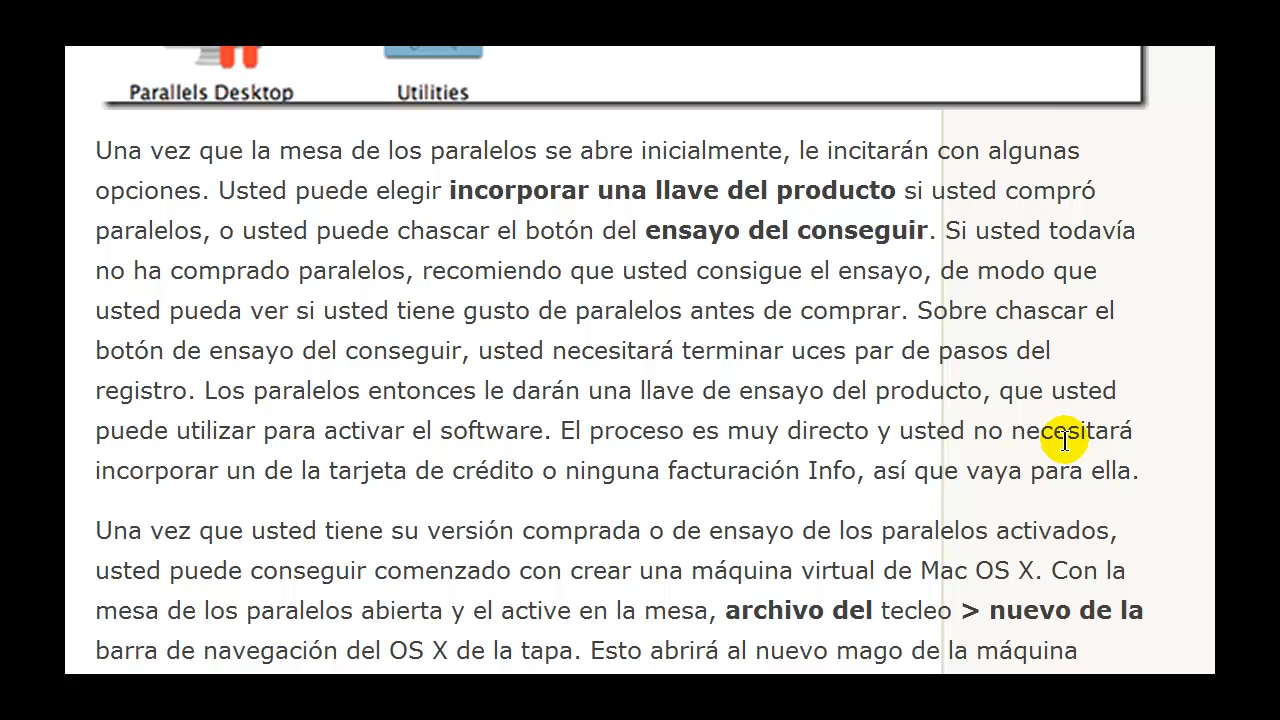 Parallels Desktop Utilities
Una vez que la mesa de los paralelos se abre inicialmente, le incitarán con algunas
opciones. Usted puede elegir incorporar una llave del producto si usted compró
paralelos, o usted puede chascar el botón del ensayo del conseguir. Si usted todavía
no ha comprado paralelos, recomiendo que usted consigue el ensayo, de modo que
usted pueda ver si usted tiene gusto de paralelos antes de comprar. Sobre chascar el
botón de ensayo del conseguir, usted necesitará terminar uces par de pasos del
registro. Los paralelos entonces le darán una llave de ensayo del producto, que usted
puede utilizar para activar el software. El proceso es muy directo y usted no necesitará
incorporar un de la tarjeta de crédito o ninguna facturación Info, así que vaya para ella.
Una vez que usted tiene su versión comprada o de ensayo de los paralelos activados,
usted puede conseguir comenzado con crear una máquina virtual de Mac OS X. Con la
mesa de los paralelos abierta y el active en la mesa, archivo del tecleo > nuevo de la
barra de navegación del OS X de la tapa. Esto abrirá al nuevo mago de la máquina